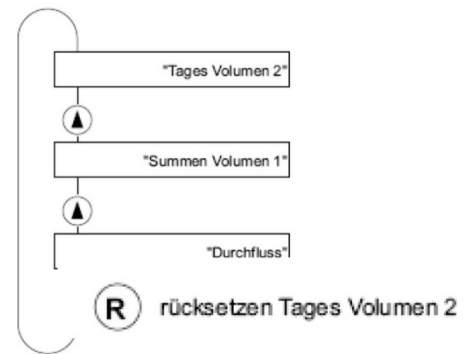 "Tages Volumen 2"
"Summen Volumen 1"
"Durchfluss"
R rücksetzen Tages Volumen 2